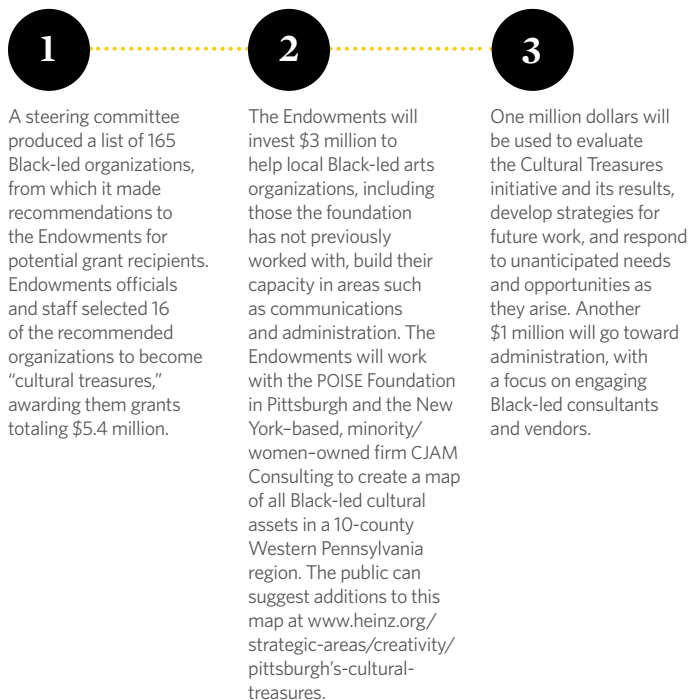 1
A steering committee
produced a list of 165
Black-led organizations,
from which it made
recommendations to
the Endowments for
potential grant recipients.
Endowments officials
and staff selected 16
of the recommended
organizations to become
“cultural treasures,”
awarding them grants
totaling $5.4 million.
2
The Endowments will
invest $3 million to
help local Black-led arts
organizations, including
those the foundation
has not previously
worked with, build their
capacity in areas such
as communications
and administration. The
Endowments will work
with the POISE Foundation
in Pittsburgh and the New
York–based, minority/
women–owned firm CJAM
Consulting to create a map
of all Black-led cultural
assets in a 10-county
Western Pennsylvania
region. The public can
suggest additions to this
map at www.heinz.org/
strategic-areas/creativity/
pittsburgh’s-cultural-
treasures.
3
One million dollars will
be used to evaluate
the Cultural Treasures
initiative and its results,
develop strategies for
future work, and respond
to unanticipated needs
and opportunities as
they arise. Another
$1 million will go toward
administration, with
a focus on engaging
Black-led consultants
and vendors.